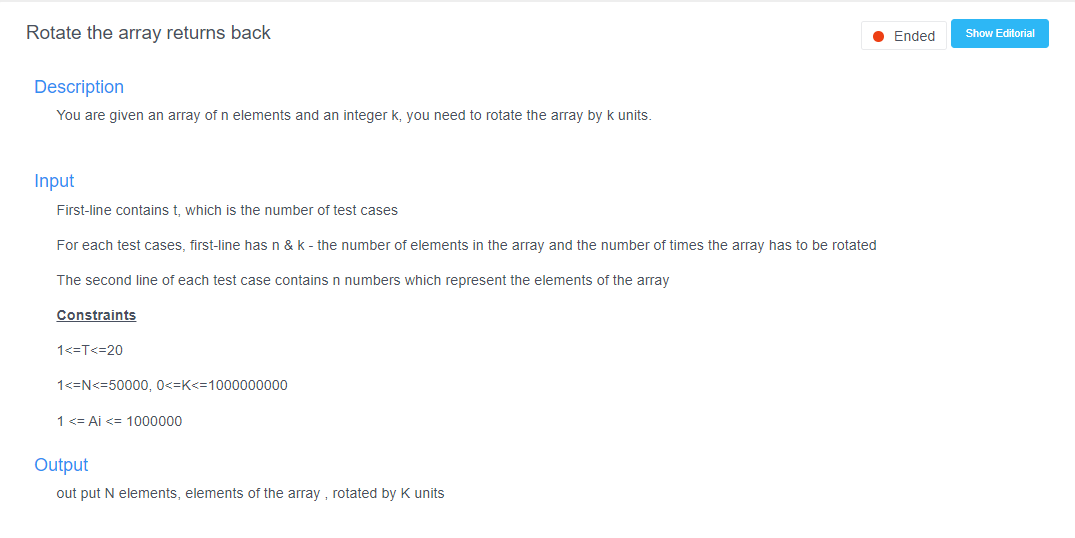 Rotate the array returns back
Ended
Show Editorial
Description
You are given an array of n elements and an integer k, you need to rotate the array by k units.
Input
First-line contains t, which is the number of test cases
For each test cases, first-line has n & k - the number of elements in the array and the number of times the array has to be rotated
The second line of each test case contains n numbers which represent the elements of the array
Constraints
1<=T<=20
1<=N<=50000, 0<=K<=1000000000
1 <= Ai <= 1000000
Output
out put N elements, elements of the array , rotated by K units